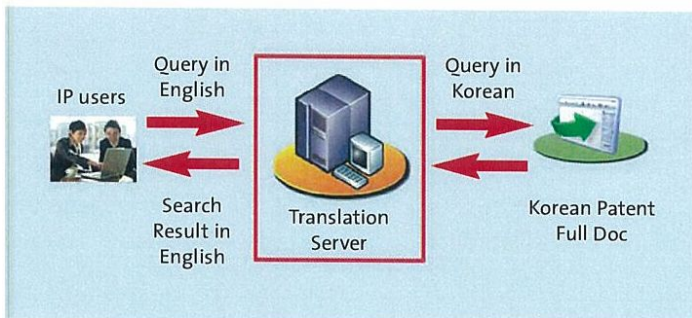 IP users
Query in
English
Query in
Korean
Search
Result in
English
Translation
Server
Korean Patent
Full Doc